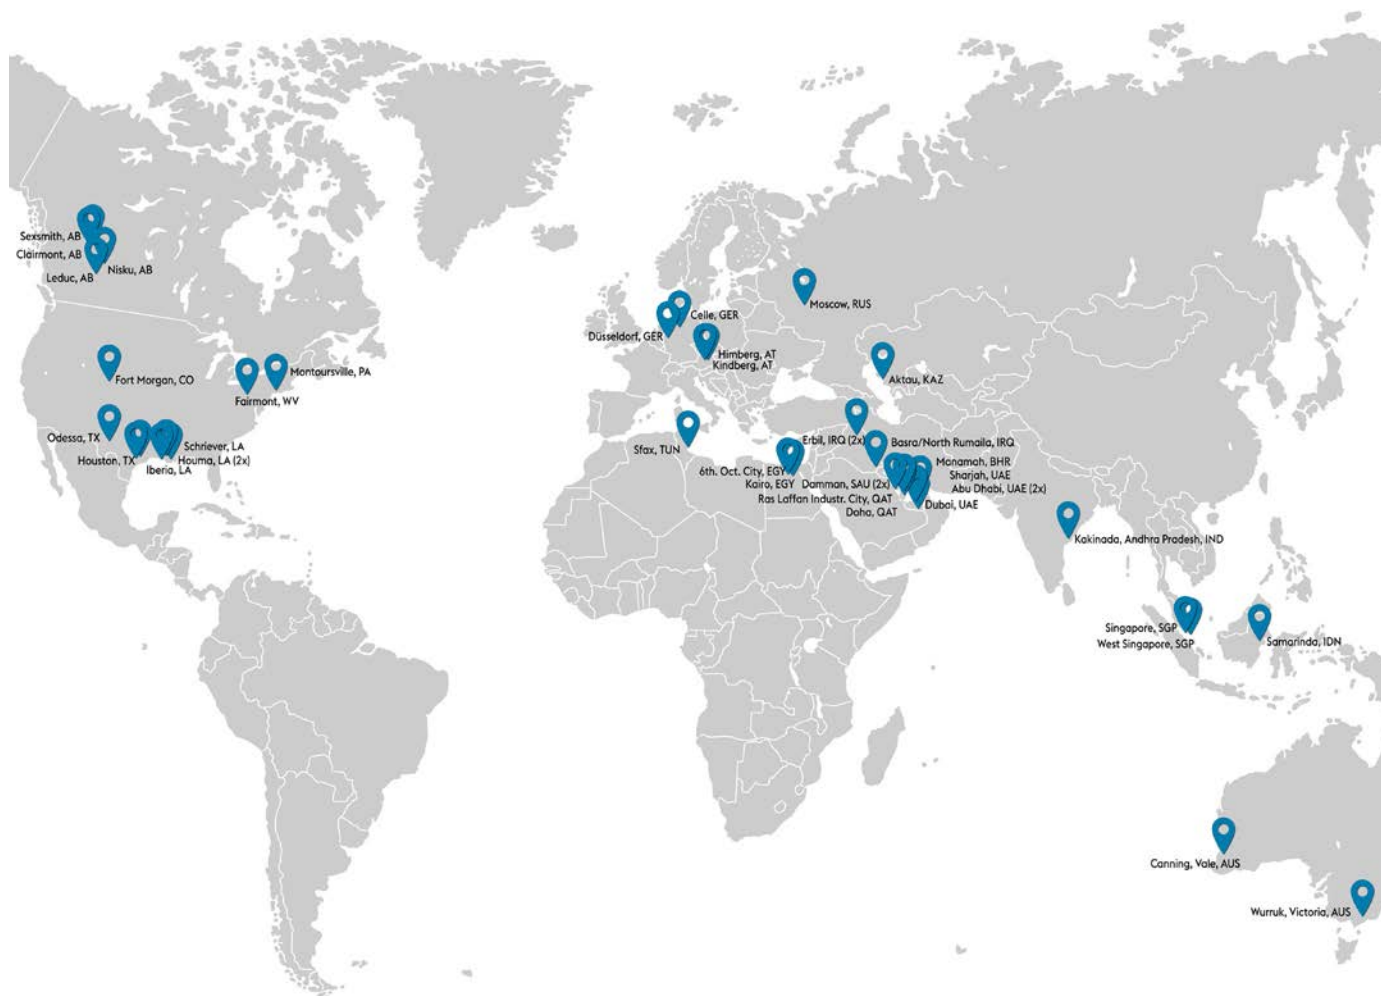 Sexsmith, AB
Clairmont, AB
Nisku, AB
Leduc, AB
Fort Morgan, CO
Montoursville, PA
Fairmont, WV
Odessa, TX
Schriever, LA
Houston, TX
Houma, LA (2x)
Iberia, LA
Moscow, RUS
Celle, GER
Düsseldorf, GER
Himberg, AT
Kindberg, AT
Aktau, KAZ
Sfax, TUN
Erbil, IRQ (2x)
Basra/North Rumaila, IRQ
6th. Oct. City, EGY
Manamah, BHR
Kairo, EGY
Damman, SAU (2x)
Sharjah, UAE
Abu Dhabi, UAE (2x)
Ras Laffan Industr. City, QAT
Dubai, UAE
Doha, QAT
Kakinada, Andhra Pradesh, IND
Singapore, SGP
West Singapore, SGP
Samarinda, IDN
Canning, Vale, AUS
Wurruk, Victoria, AUS